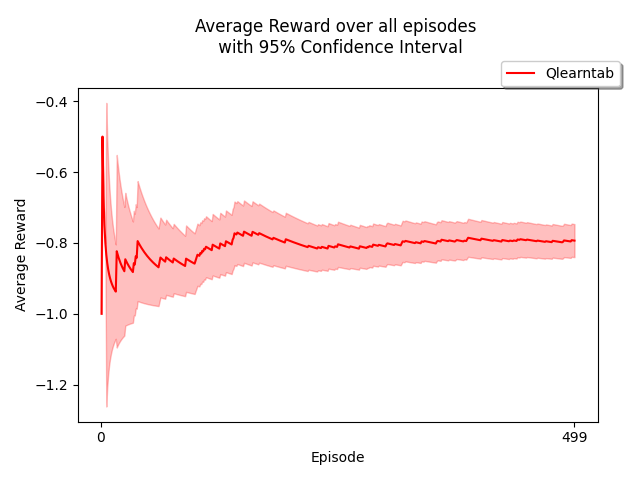 Average Reward over all episodes
with 95% Confidence Interval
Qlearntab
−0.4
−0.6
−0.8
−1.0
−1.2
Average Reward
0
499
Episode